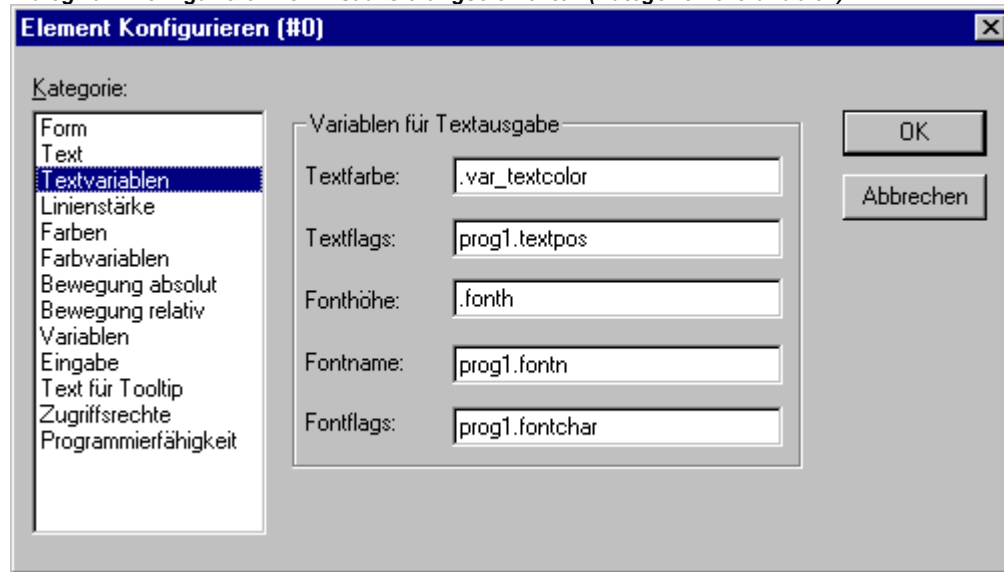 Element Konfigurieren (#0)
Kategorie:
Form
Text
Textvariablen
Linienstärke
Farben
Farbvariablen
Bewegung absolut
Bewegung relativ
Variablen
Eingabe
Text für Tooltip
Zugriffsrechte
Programmierfähigkeit
Variablen für Textausgabe
Textfarbe: .var_textcolor
Textflags: prog1.textpos
Fonthöhe: .fonth
Fontname: prog1.fontn
Fontflags: prog1.fontchar
OK
Abbrechen